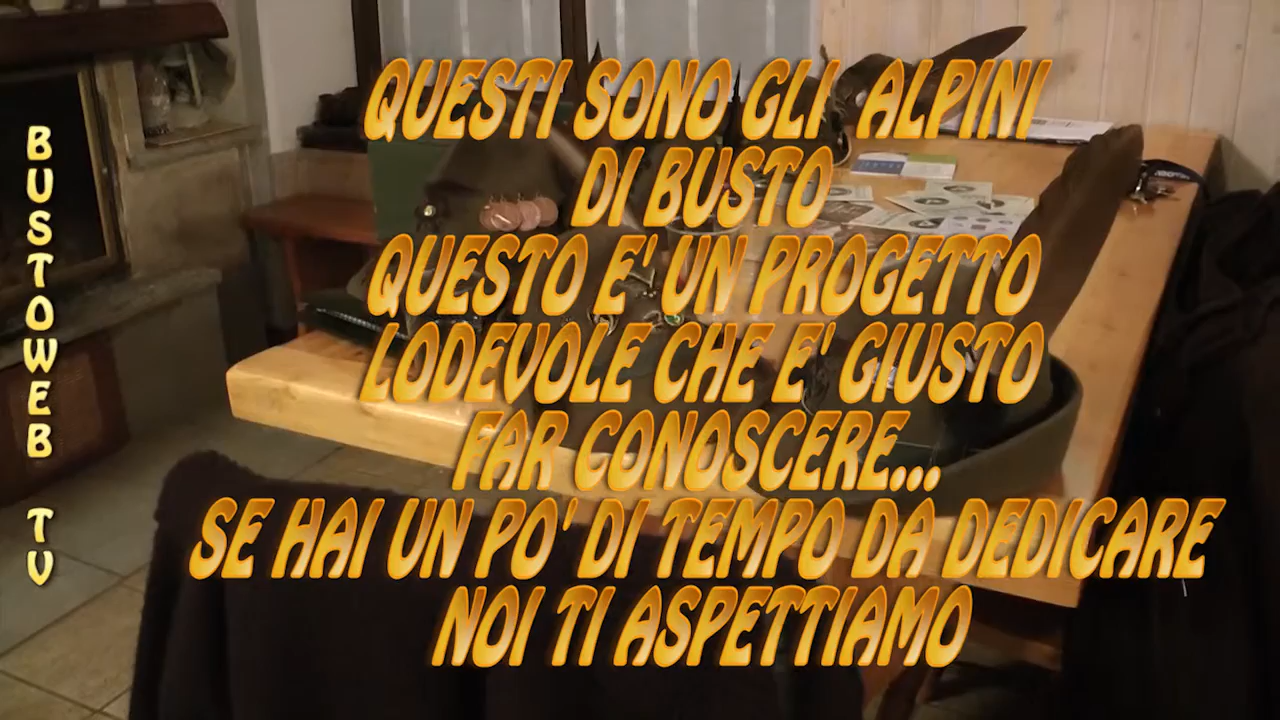 BUSTOWEB TV
QUESTI SONO GLI ALPINI
DI BUSTO
QUESTO E' UN PROGETTO
LODEVOLE CHE E' GIUSTO
FAR CONOSCERE...
SE HAI UN PO' DI TEMPO DA DEDICARE
NOI TI ASPETTIAMO